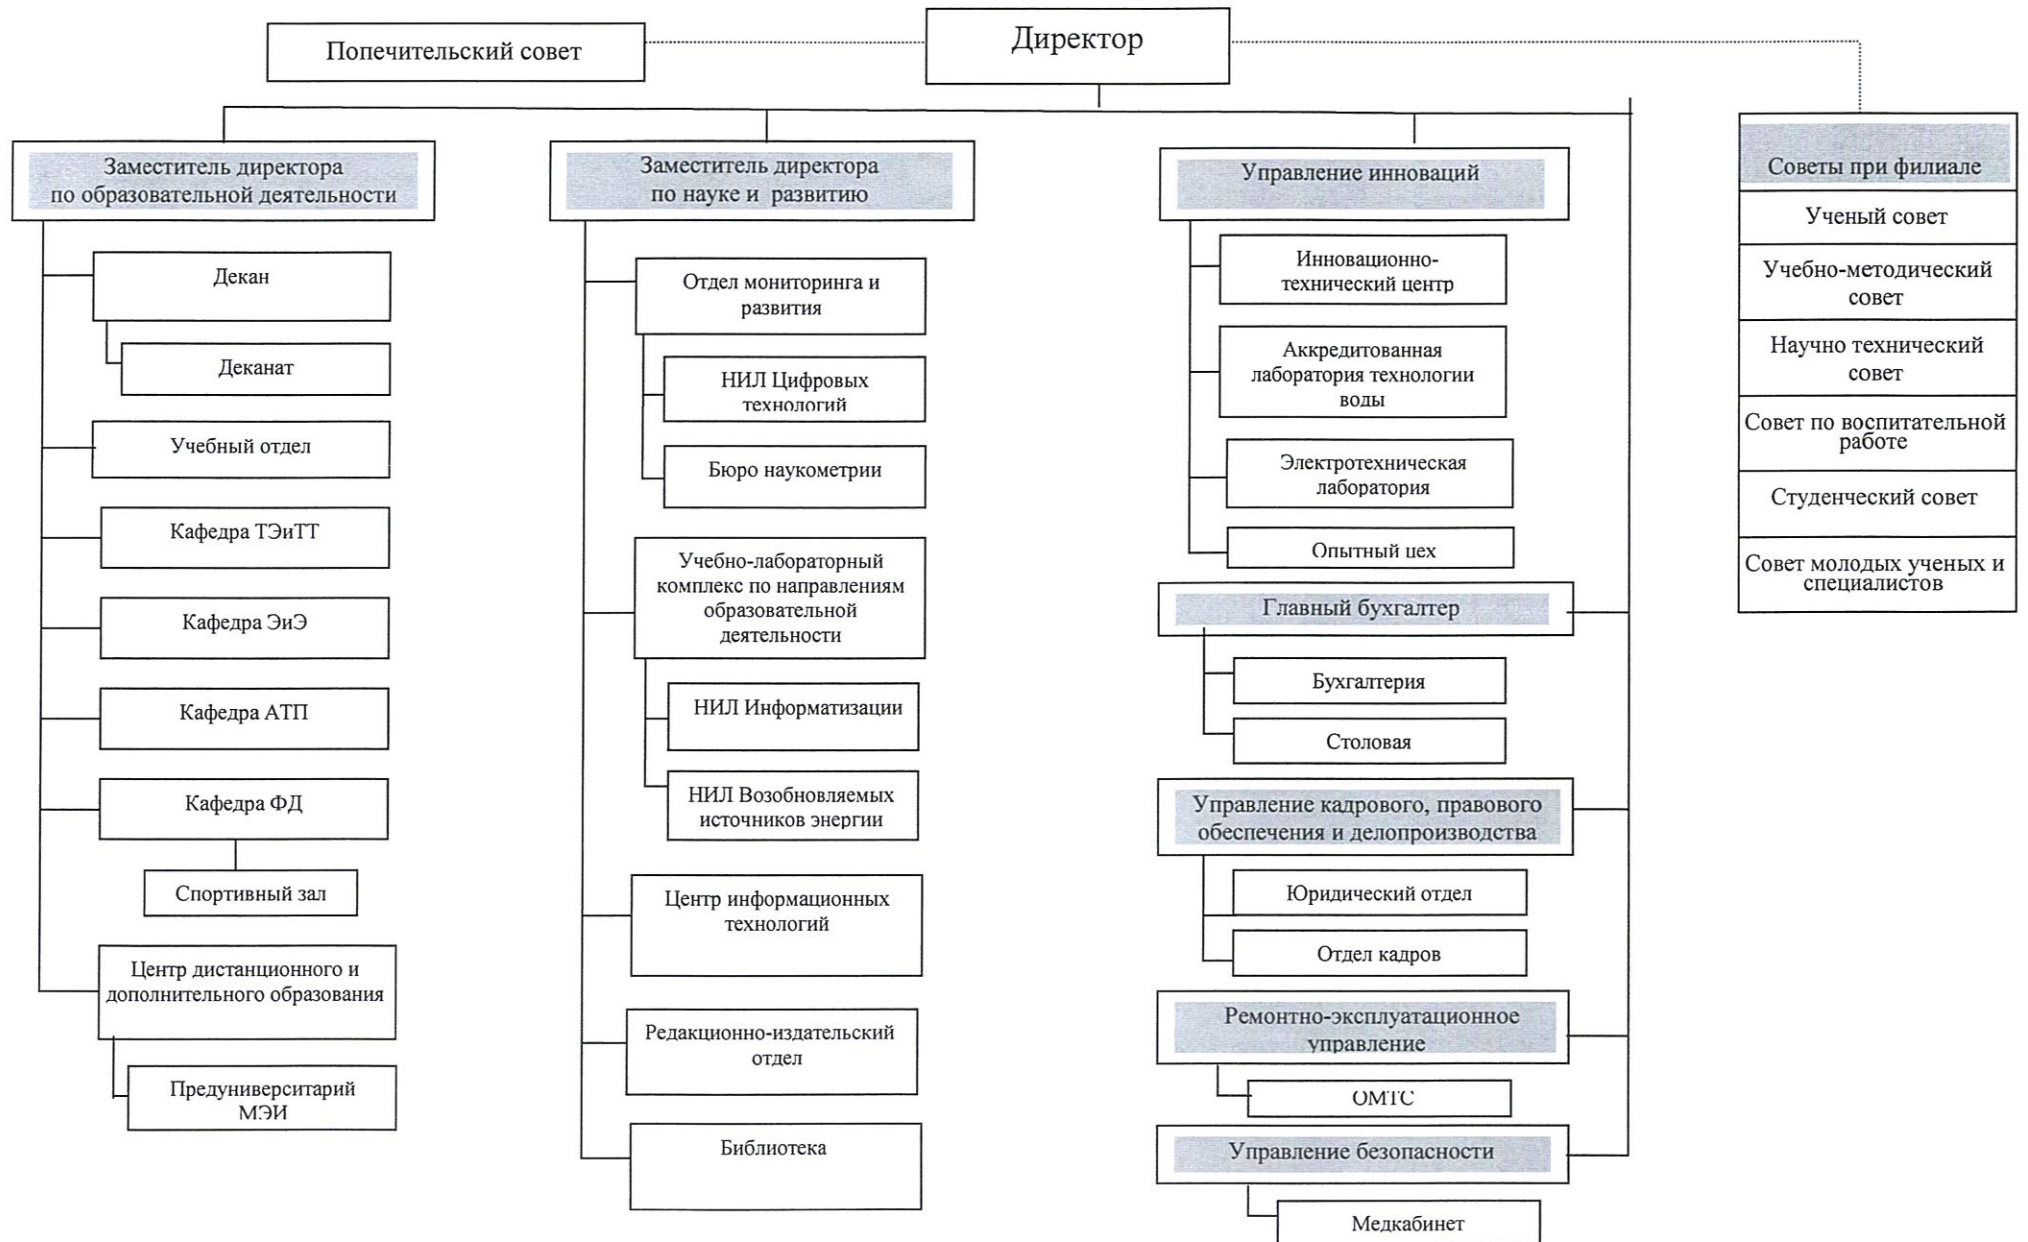 Попечительский совет
Директор
Заместитель директора
по образовательной деятельности
Декан
Деканат
Учебный отдел
Кафедра ТЭиТТ
Кафедра ЭиЭ
Кафедра АТП
Кафедра ФД
Спортивный зал
Центр дистанционного и
дополнительного образования
Предуниверситарий
МЭИ
Заместитель директора
по науке и развитию
Отдел мониторинга и
развития
НИЛ Цифровых
технологий
Бюро наукометрии
Учебно-лабораторный
комплекс по направлениям
образовательной
деятельности
НИЛ Информатизации
НИЛ Возобновляемых
источников энергии
Центр информационных
технологий
Редакционно-издательский
отдел
Библиотека
Управление инноваций
Инновационно-
технический центр
Аккредитованная
лаборатория технологии
воды
Электротехническая
лаборатория
Опытный цех
Главный бухгалтер
Бухгалтерия
Столовая
Управление кадрового, правового
обеспечения и делопроизводства
Юридический отдел
Отдел кадров
Ремонтно-эксплуатационное
управление
ОМТС
Управление безопасности
Медкабинет
Советы при филиале
Ученый совет
Учебно-методический
совет
Научно технический
совет
Совет по воспитательной
работе
Студенческий совет
Совет молодых ученых и
специалистов